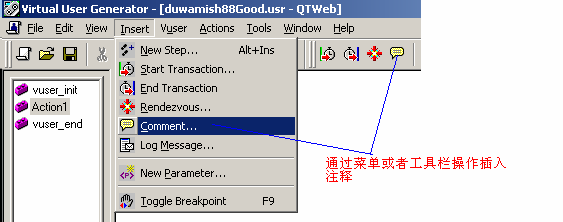 Virtual User Generator - [duwamish88Good.usr - QTWeb]
File Edit View Insert Vuser Actions Tools Window Help
New Step... Alt+Ins
Start Transaction...
End Transaction
Rendezvous...
Comment...
Log Message...
New Parameter...
Toggle Breakpoint F9
vuser_init
Action1
vuser_end
通过菜单或者工具栏操作插入
注释